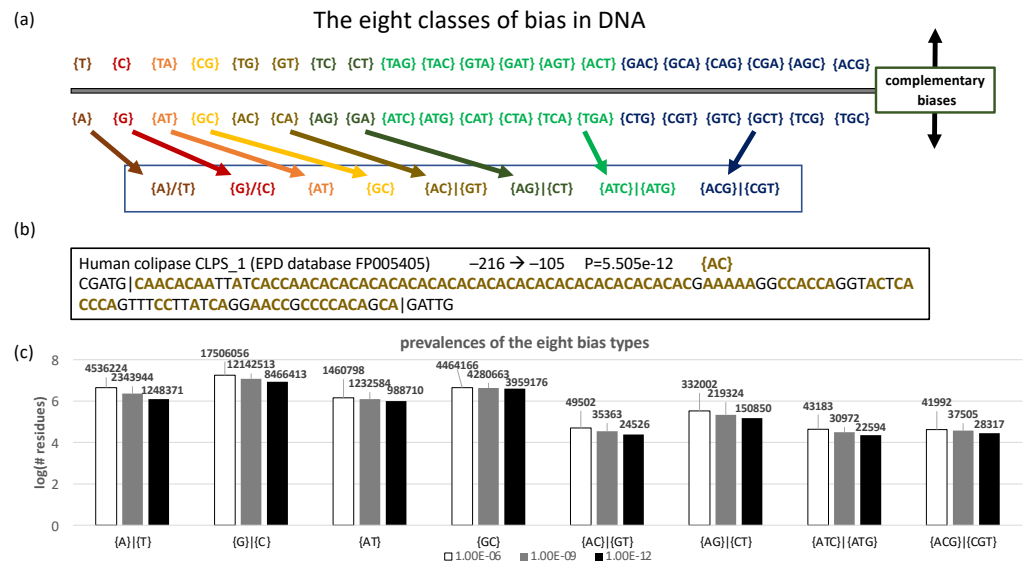 (a)
The eight classes of bias in DNA
{T} {C} {TA} {CG} {TG} {GT} {TC} {CT} {TAG} {TAC} {GTA} {GAT} {AGT} {ACT} {GAC} {GCA} {CAG} {CGA} {AGC} {ACG}
complementary
biases
{A} {G} {AT} {GC} {AC} {CA} {AG} {GA} {ATC} {ATG} {CAT} {CTA} {TCA} {TGA} {CTG} {CGT} {GTC} {GCT} {TCG} {TGC}
{A}/{T} {G}/{C} {AT} {GC} {AC}|{GT} {AG}|{CT} {ATC}|{ATG} {ACG}|{CGT}
(b)
Human colipase CLPS_1 (EPD database FP005405) –216 → –105 P=5.505e-12 {AC}
CGATG|CAACACAATTATCACCAACACACACACACACACACACACACACACACACACACACGAAAAAGGCCACCAGGTACTCA
CCCAGTTTCCTTATCAGGAACCGCCCCACAGCA|GATTG
(c)
prevalences of the eight bias types
log(# residues)
8
6
4
2
0
4536224 2343944 1248371
17506056 12142513 8466413
1460798 1232584 988710
4464166 4280663 3959176
49502 35363 24526
332002 219324 150850
43183 30972 22594
41992 37505 28317
{A}|{T} {G}|{C} {AT} {GC} {AC}|{GT} {AG}|{CT} {ATC}|{ATG} {ACG}|{CGT}
1.00E-06 1.00E-09 1.00E-12